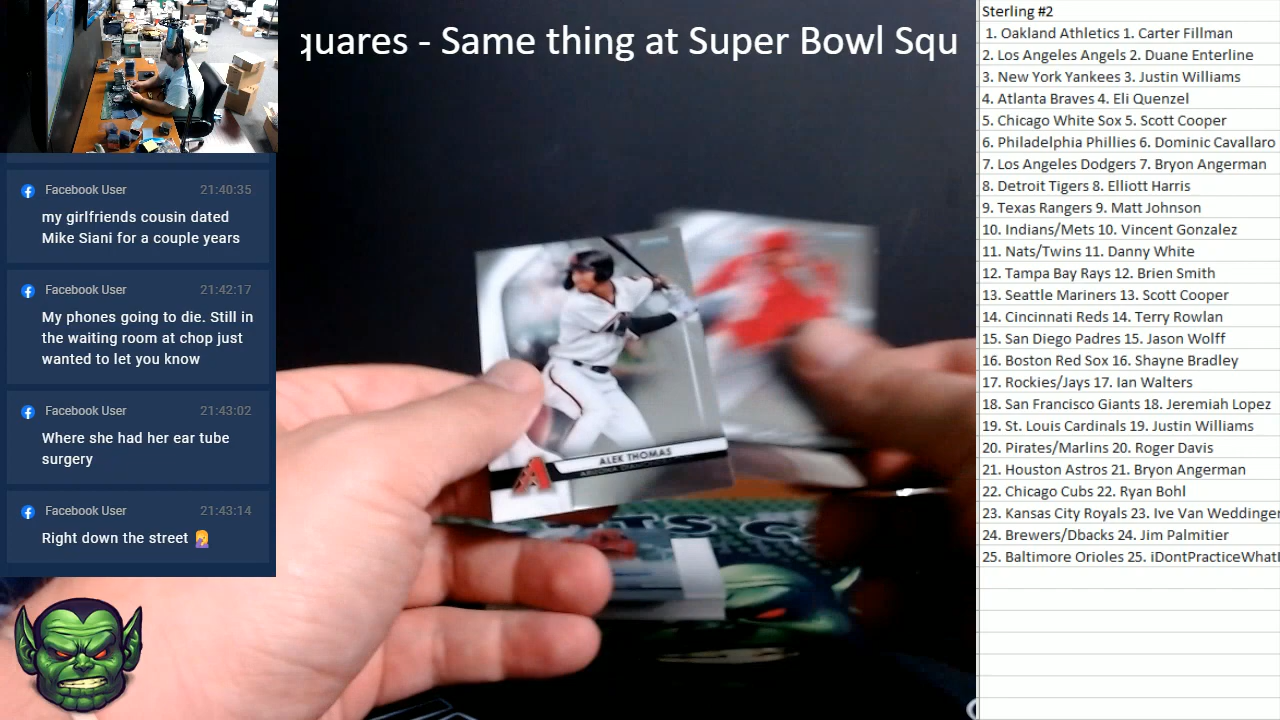 quares - Same thing at Super Bowl Squ
Facebook User 21:40:35
my girlfriends cousin dated
Mike Siani for a couple years
Facebook User 21:42:17
My phones going to die. Still in
the waiting room at chop just
wanted to let you know
Facebook User 21:43:02
Where she had her ear tube
surgery
Facebook User 21:43:14
Right down the street 🤦‍♀️
ALEK THOMAS
Sterling #2
1. Oakland Athletics 1. Carter Fillman
2. Los Angeles Angels 2. Duane Enterline
3. New York Yankees 3. Justin Williams
4. Atlanta Braves 4. Eli Quenzel
5. Chicago White Sox 5. Scott Cooper
6. Philadelphia Phillies 6. Dominic Cavallaro
7. Los Angeles Dodgers 7. Bryon Angerman
8. Detroit Tigers 8. Elliott Harris
9. Texas Rangers 9. Matt Johnson
10. Indians/Mets 10. Vincent Gonzalez
11. Nats/Twins 11. Danny White
12. Tampa Bay Rays 12. Brien Smith
13. Seattle Mariners 13. Scott Cooper
14. Cincinnati Reds 14. Terry Rowlan
15. San Diego Padres 15. Jason Wolff
16. Boston Red Sox 16. Shayne Bradley
17. Rockies/Jays 17. Ian Walters
18. San Francisco Giants 18. Jeremiah Lopez
19. St. Louis Cardinals 19. Justin Williams
20. Pirates/Marlins 20. Roger Davis
21. Houston Astros 21. Bryon Angerman
22. Chicago Cubs 22. Ryan Bohl
23. Kansas City Royals 23. Ive Van Weddinger
24. Brewers/Dbacks 24. Jim Palmitier
25. Baltimore Orioles 25. iDontPracticeWhat